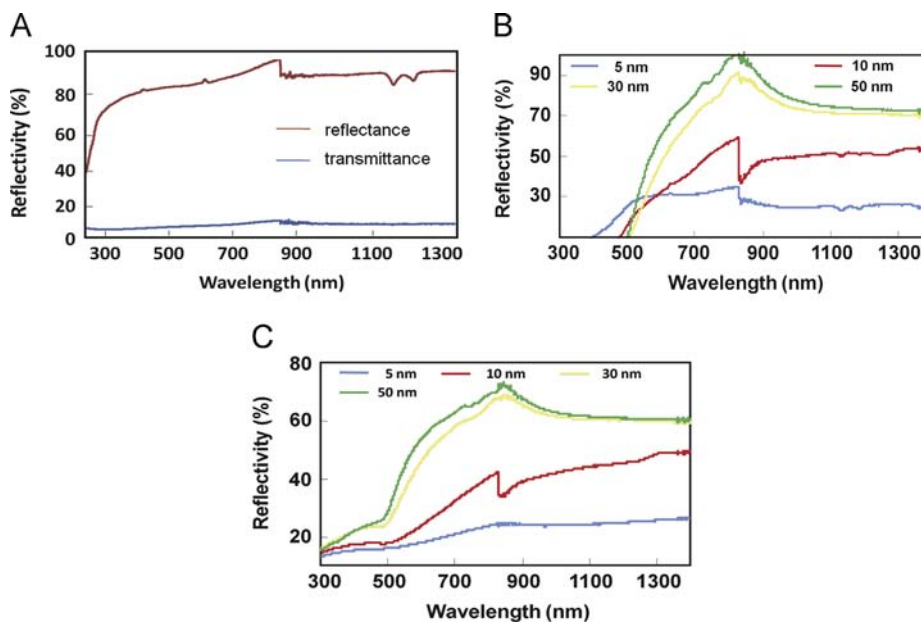 A
100
80
60
40
20
0
Reflectivity (%)
reflectance
transmittance
300 500 700 900 1100 1300
Wavelength (nm)
B
90
70
50
30
Reflectivity (%)
5 nm 10 nm
30 nm 50 nm
300 500 700 900 1100 1300
Wavelength (nm)
C
80
60
40
20
Reflectivity (%)
5 nm 10 nm 30 nm
50 nm
300 500 700 900 1100 1300
Wavelength (nm)